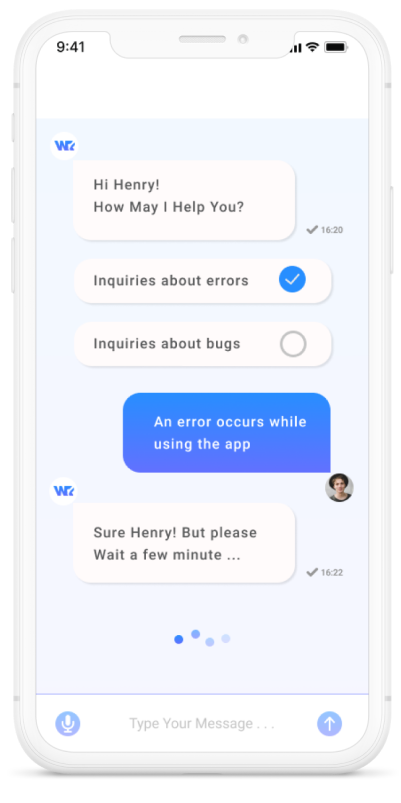 9:41
Hi Henry!
How May I Help You?
16:20
Inquiries about errors
Inquiries about bugs
An error occurs while
using the app
Sure Henry! But please
Wait a few minute ...
16:22
Type Your Message . . .